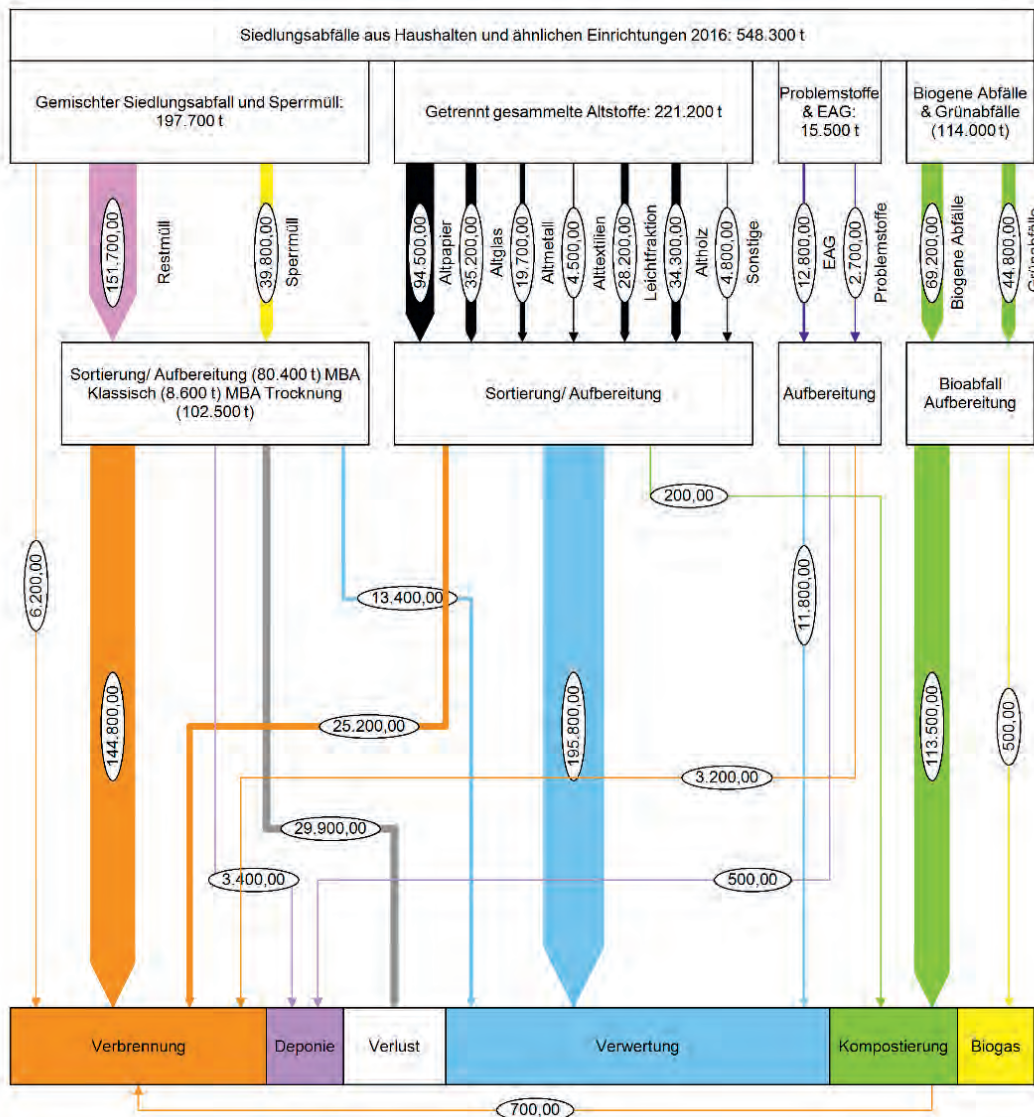 Siedlungsabfälle aus Haushalten und ähnlichen Einrichtungen 2016: 548.300 t
Gemischter Siedlungsabfall und Sperrmüll:
197.700 t
Getrennt gesammelte Altstoffe: 221.200 t
Problemstoffe
& EAG:
15.500 t
Biogene Abfälle
& Grünabfälle
(114.000 t)
151.700,00
Restmüll
39.800,00
Sperrmüll
94.500,00
Altpapier
35.200,00
Altglas
19.700,00
Altmetall
4.500,00
Alttextilien
28.200,00
Leichtfraktion
34.300,00
Altholz
4.800,00
Sonstige
12.800,00
EAG
2.700,00
Problemstoffe
69.200,00
Biogene Abfälle
44.800,00
Grünabfälle
Sortierung/ Aufbereitung (80.400 t) MBA
Klassisch (8.600 t) MBA Trocknung
(102.500 t)
Sortierung/ Aufbereitung
Aufbereitung
Bioabfall
Aufbereitung
200,00
6.200,00
13.400,00
11.800,00
144.800,00
25.200,00
195.800,00
3.200,00
113.500,00
500,00
29.900,00
3.400,00
500,00
Verbrennung
Deponie
Verlust
Verwertung
Kompostierung
Biogas
700,00